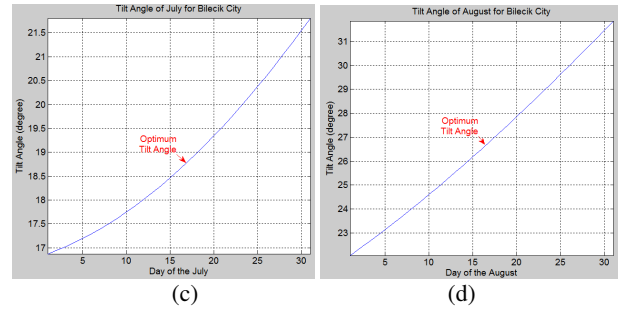 Tilt Angle of July for Bilecik City
21.5
21
20.5
20
19.5
19
18.5
18
17.5
17
Tilt Angle (degree)
Optimum
Tilt Angle
5
10
15
20
25
30
Day of the July
(c)
Tilt Angle of August for Bilecik City
31
30
29
28
27
26
25
24
23
Tilt Angle (degree)
Optimum
Tilt Angle
5
10
15
20
25
30
Day of the August
(d)